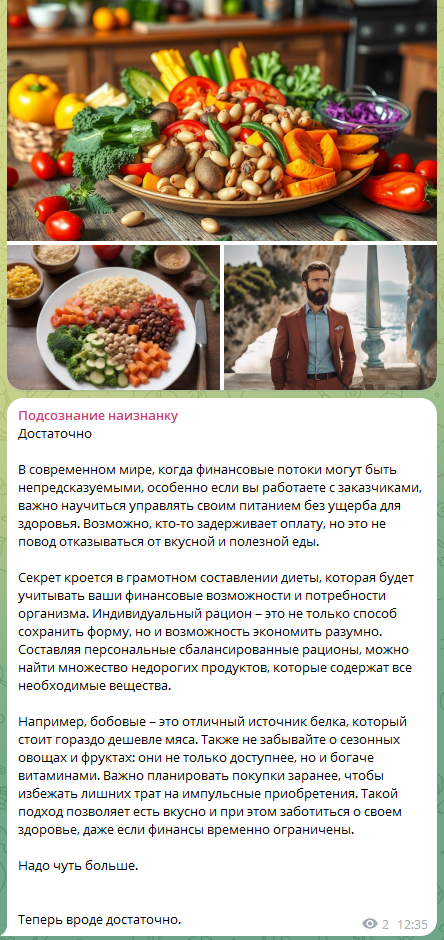 Подсознание наизнанку
Достаточно
В современном мире, когда финансовые потоки могут быть
непредсказуемыми, особенно если вы работаете с заказчиками,
важно научиться управлять своим питанием без ущерба для
здоровья. Возможно, кто-то задерживает оплату, но это не
повод отказываться от вкусной и полезной еды.
Секрет кроется в грамотном составлении диеты, которая будет
учитывать ваши финансовые возможности и потребности
организма. Индивидуальный рацион – это не только способ
сохранить форму, но и возможность экономить разумно.
Составляя персональные сбалансированные рационы, можно
найти множество недорогих продуктов, которые содержат все
необходимые вещества.
Например, бобовые – это отличный источник белка, который
стоит гораздо дешевле мяса. Также не забывайте о сезонных
овощах и фруктах: они не только доступнее, но и богаче
витаминами. Важно планировать покупки заранее, чтобы
избежать лишних трат на импульсные приобретения. Такой
подход позволяет есть вкусно и при этом заботиться о своем
здоровье, даже если финансы временно ограничены.
Надо чуть больше.
Теперь вроде достаточно.
2 12:35